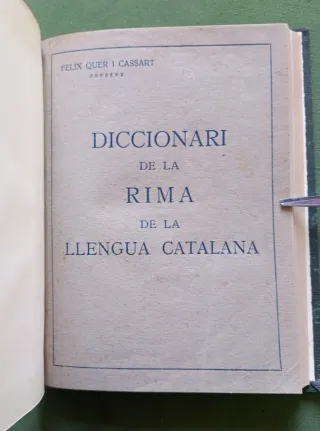 FELIX QUER I CASSART
DICCIONARI
DE LA
RIMA
DE LA
LLENGUA CATALANA